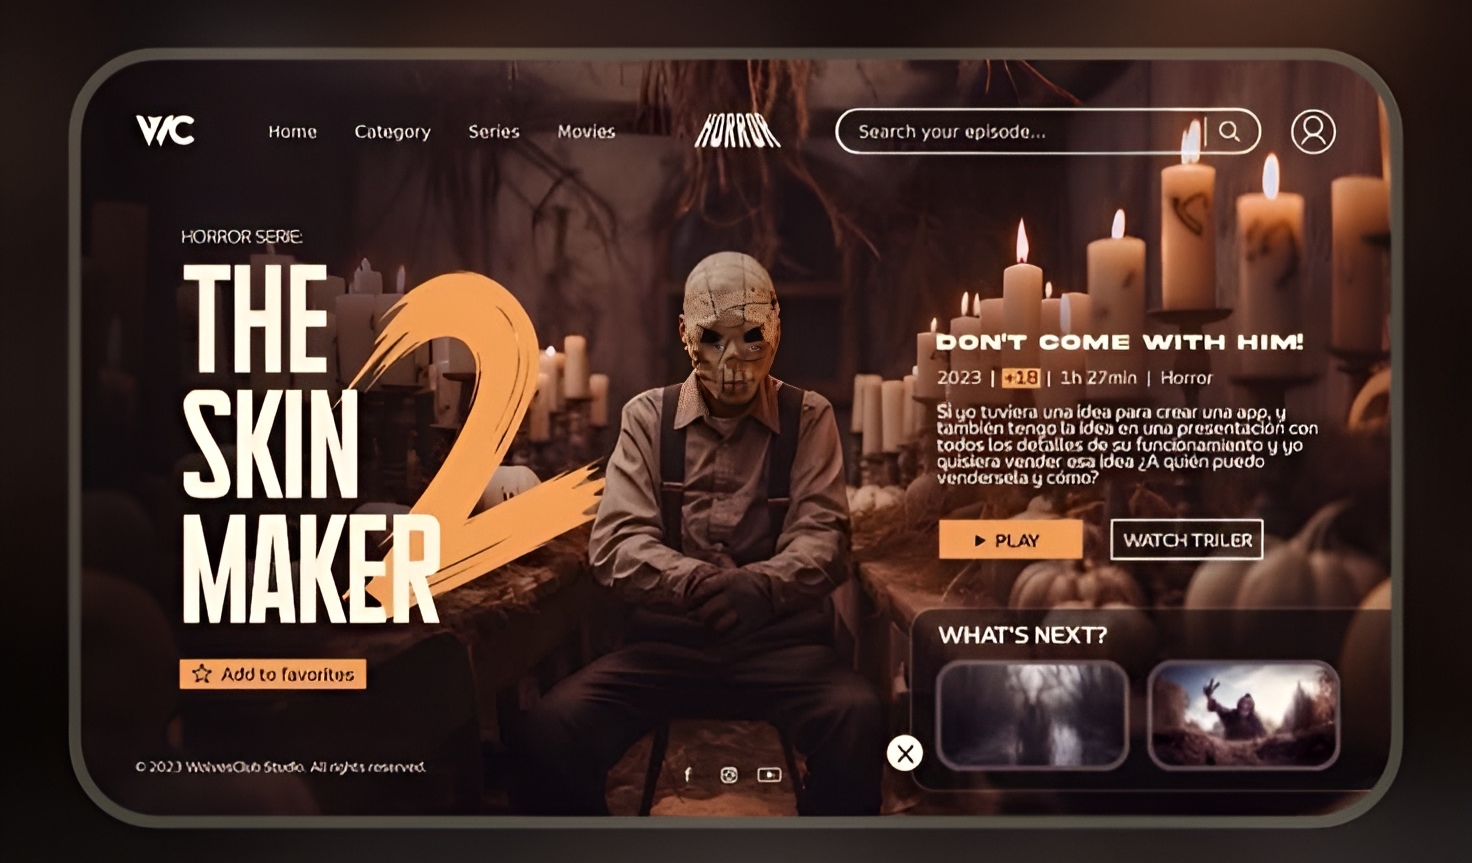 WC
Home
Category
Series
Movies
HORROR
Search your episode...
HORROR SERIE:
THE
SKIN
MAKER
2
Add to favorites
DON'T COME WITH HIM!
2023 | +18 | 1h 27min | Horror
Si yo tuviera una idea para crear una app, y
también tengo la idea en una presentación con
todos los detalles de su funcionamiento y yo
quisiera vender esa idea ¿A quién puedo
vendersela y cómo?
PLAY
WATCH TRILER
WHAT'S NEXT?
© 2023 WolvesClub Studio. All rights reserved.